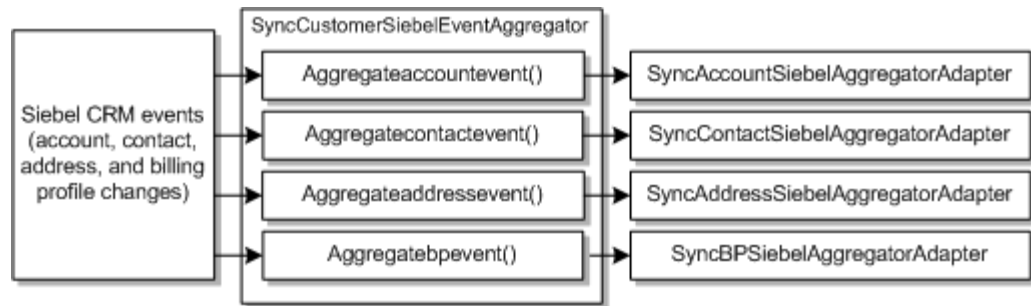 SyncCustomerSiebelEventAggregator
Siebel CRM events
(account, contact,
address, and billing
profile changes)
Aggregateaccountevent()
SyncAccountSiebelAggregatorAdapter
Aggregatecontactevent()
SyncContactSiebelAggregatorAdapter
Aggregateaddressevent()
SyncAddressSiebelAggregatorAdapter
Aggregatebpevent()
SyncBPSiebelAggregatorAdapter